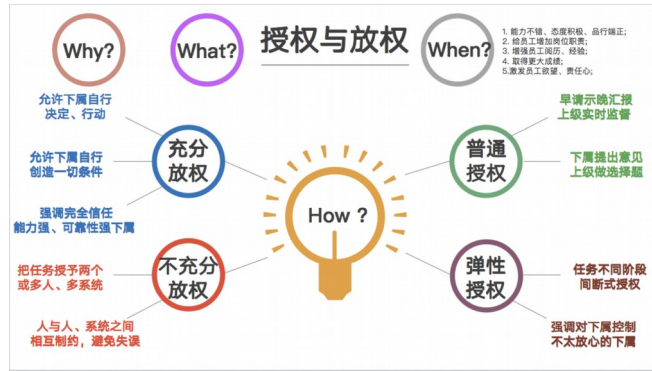 Why?
What?
授权与放权
When?
1. 能力不错、态度积极、品行端正;
2. 给员工增加岗位职责;
3. 增强员工阅历、经验;
4. 取得更大成绩;
5.激发员工欲望、责任心;
允许下属自行
决定、行动
允许下属自行
创造一切条件
强调完全信任
能力强、可靠性强下属
充分
放权
早请示晚汇报
上级实时监督
下属提出意见
上级做选择题
普通
授权
How ?
把任务授予两个
或多人、多系统
人与人、系统之间
相互制约，避免失误
不充分
放权
弹性
授权
任务不同阶段
间断式授权
强调对下属控制
不太放心的下属